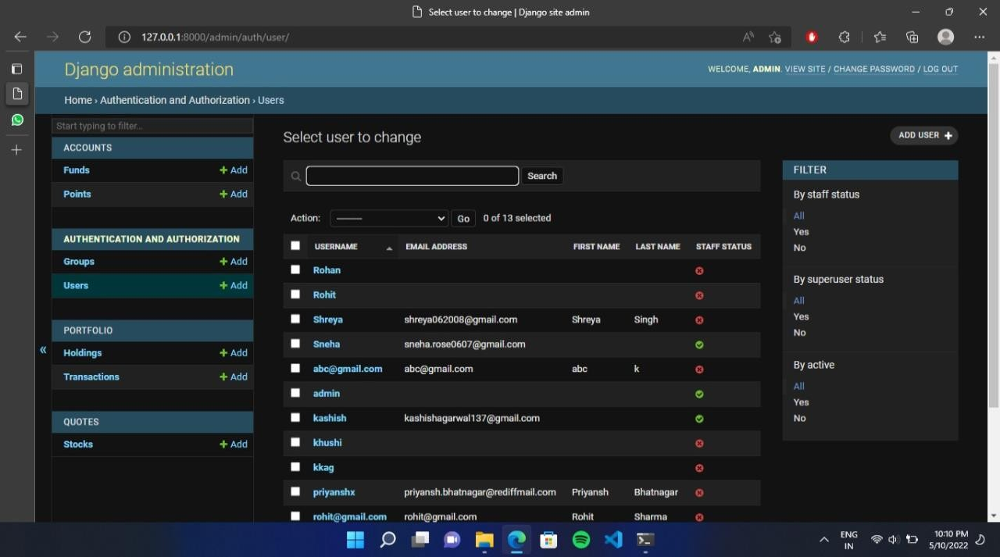 Select user to change | Django site admin
127.0.0.1:8000/admin/auth/user/
Django administration
WELCOME, ADMIN. VIEW SITE / CHANGE PASSWORD / LOG OUT
Home › Authentication and Authorization › Users
Start typing to filter...
ACCOUNTS
Funds + Add
Points + Add
AUTHENTICATION AND AUTHORIZATION
Groups + Add
Users + Add
PORTFOLIO
Holdings + Add
Transactions + Add
QUOTES
Stocks + Add
«
Select user to change
ADD USER +
Search
Action: --------- Go 0 of 13 selected
USERNAME EMAIL ADDRESS FIRST NAME LAST NAME STAFF STATUS
Rohan
Rohit
Shreya shreya062008@gmail.com Shreya Singh
Sneha sneha.rose0607@gmail.com
abc@gmail.com abc@gmail.com abc k
admin
kashish kashishagarwal137@gmail.com
khushi
kkag
priyanshx priyansh.bhatnagar@rediffmail.com Priyansh Bhatnagar
rohit@gmail.com rohit@gmail.com Rohit Sharma
FILTER
By staff status
All
Yes
No
By superuser status
All
Yes
No
By active
All
Yes
No
ENG
IN
10:10 PM
5/10/2022